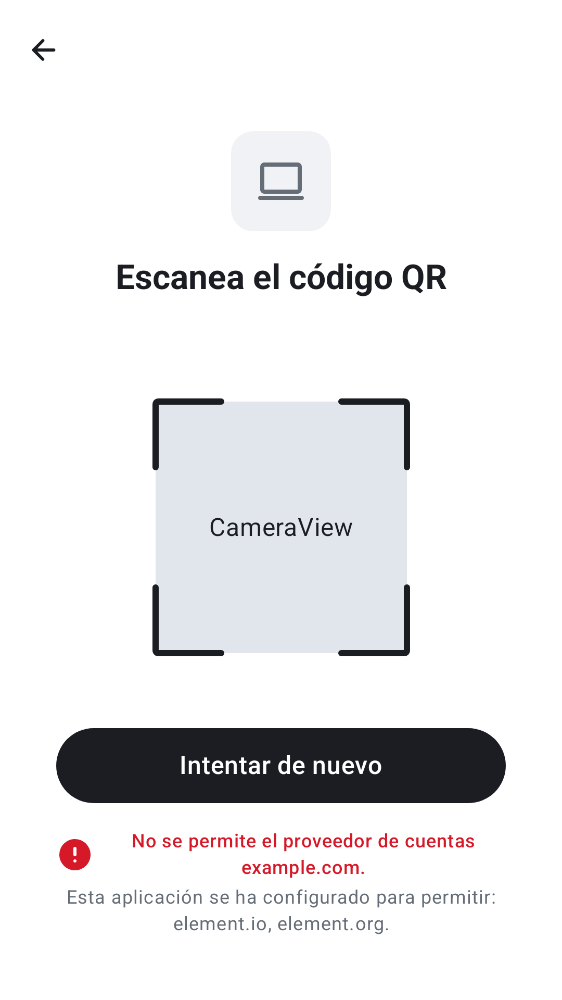 Escanea el código QR
CameraView
Intentar de nuevo
No se permite el proveedor de cuentas
example.com.
Esta aplicación se ha configurado para permitir:
element.io, element.org.